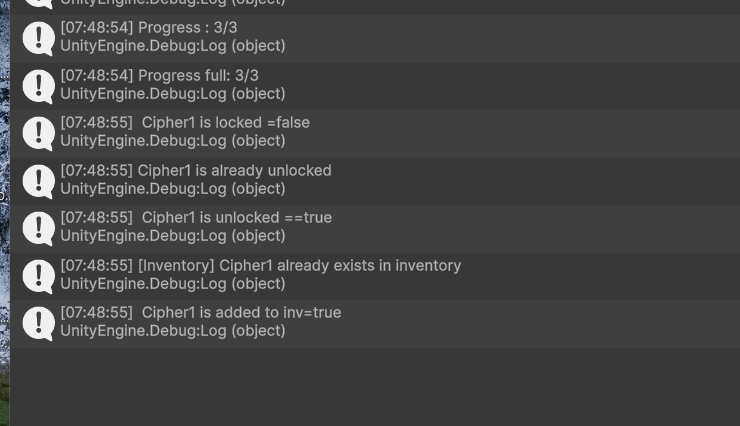 UnityEngine.Debug:Log (object)
[07:48:54] Progress : 3/3
UnityEngine.Debug:Log (object)
[07:48:54] Progress full: 3/3
UnityEngine.Debug:Log (object)
[07:48:55]  Cipher1 is locked =false
UnityEngine.Debug:Log (object)
[07:48:55] Cipher1 is already unlocked
UnityEngine.Debug:Log (object)
[07:48:55]  Cipher1 is unlocked ==true
UnityEngine.Debug:Log (object)
[07:48:55] [Inventory] Cipher1 already exists in inventory
UnityEngine.Debug:Log (object)
[07:48:55]  Cipher1 is added to inv=true
UnityEngine.Debug:Log (object)